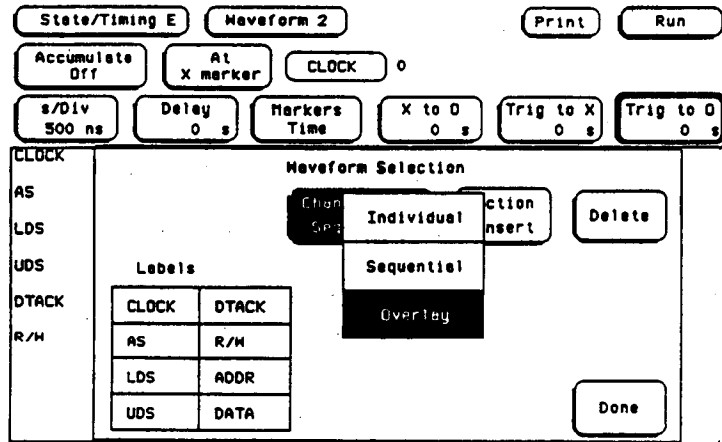 State/Timing E Waveform 2 Print Run
Accumulate Off At X marker CLOCK 0
s/Div 500 ns Delay 0 s Markers Time X to O 0 s Trig to X 0 s Trig to O 0 s
CLOCK
AS
LDS
UDS
DTACK
R/W
Waveform Selection
Individual
Sequential
Overlay
Delete
Labels
CLOCK DTACK
AS R/W
LDS ADDR
UDS DATA
Done